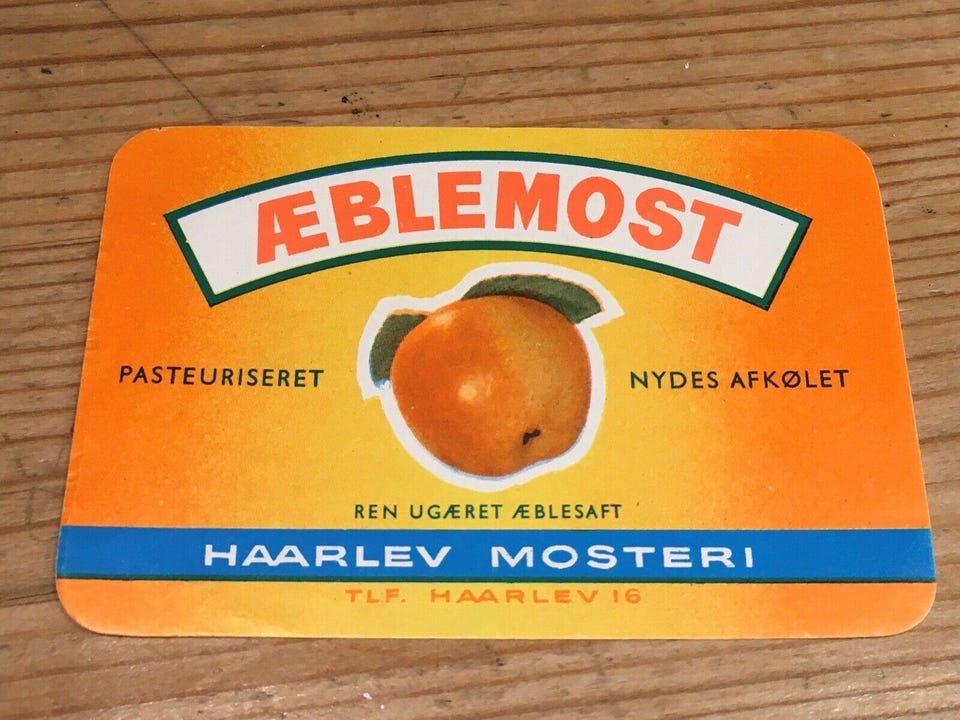 ÆBLEMOST
PASTEURISERET
NYDES AFKØLET
REN UGÆRET ÆBLESAFT
HAARLEV MOSTERI
TLF. HAARLEV 16